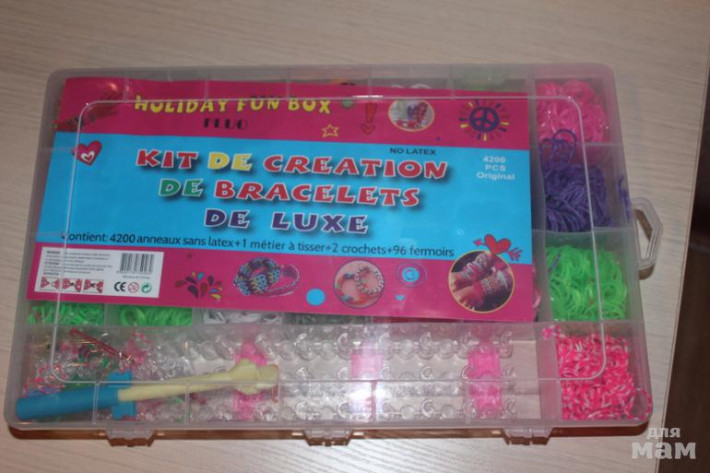 HOLIDAY FUN BOX
NO LATEX
KIT DE CREATION
DE BRACELETS
DE LUXE
4200
PCS
Original
Contient: 4200 anneaux sans latex+1 métier à tisser+2 crochets+96 fermoirs
CE
для
мам